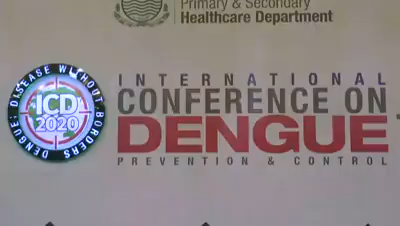 Primary & Secondary
Healthcare Department
DENGUE: DISEASE WITHOUT BORDERS
ICD
2020
INTERNATIONAL
CONFERENCE ON
DENGUE
PREVENTION & CONTROL